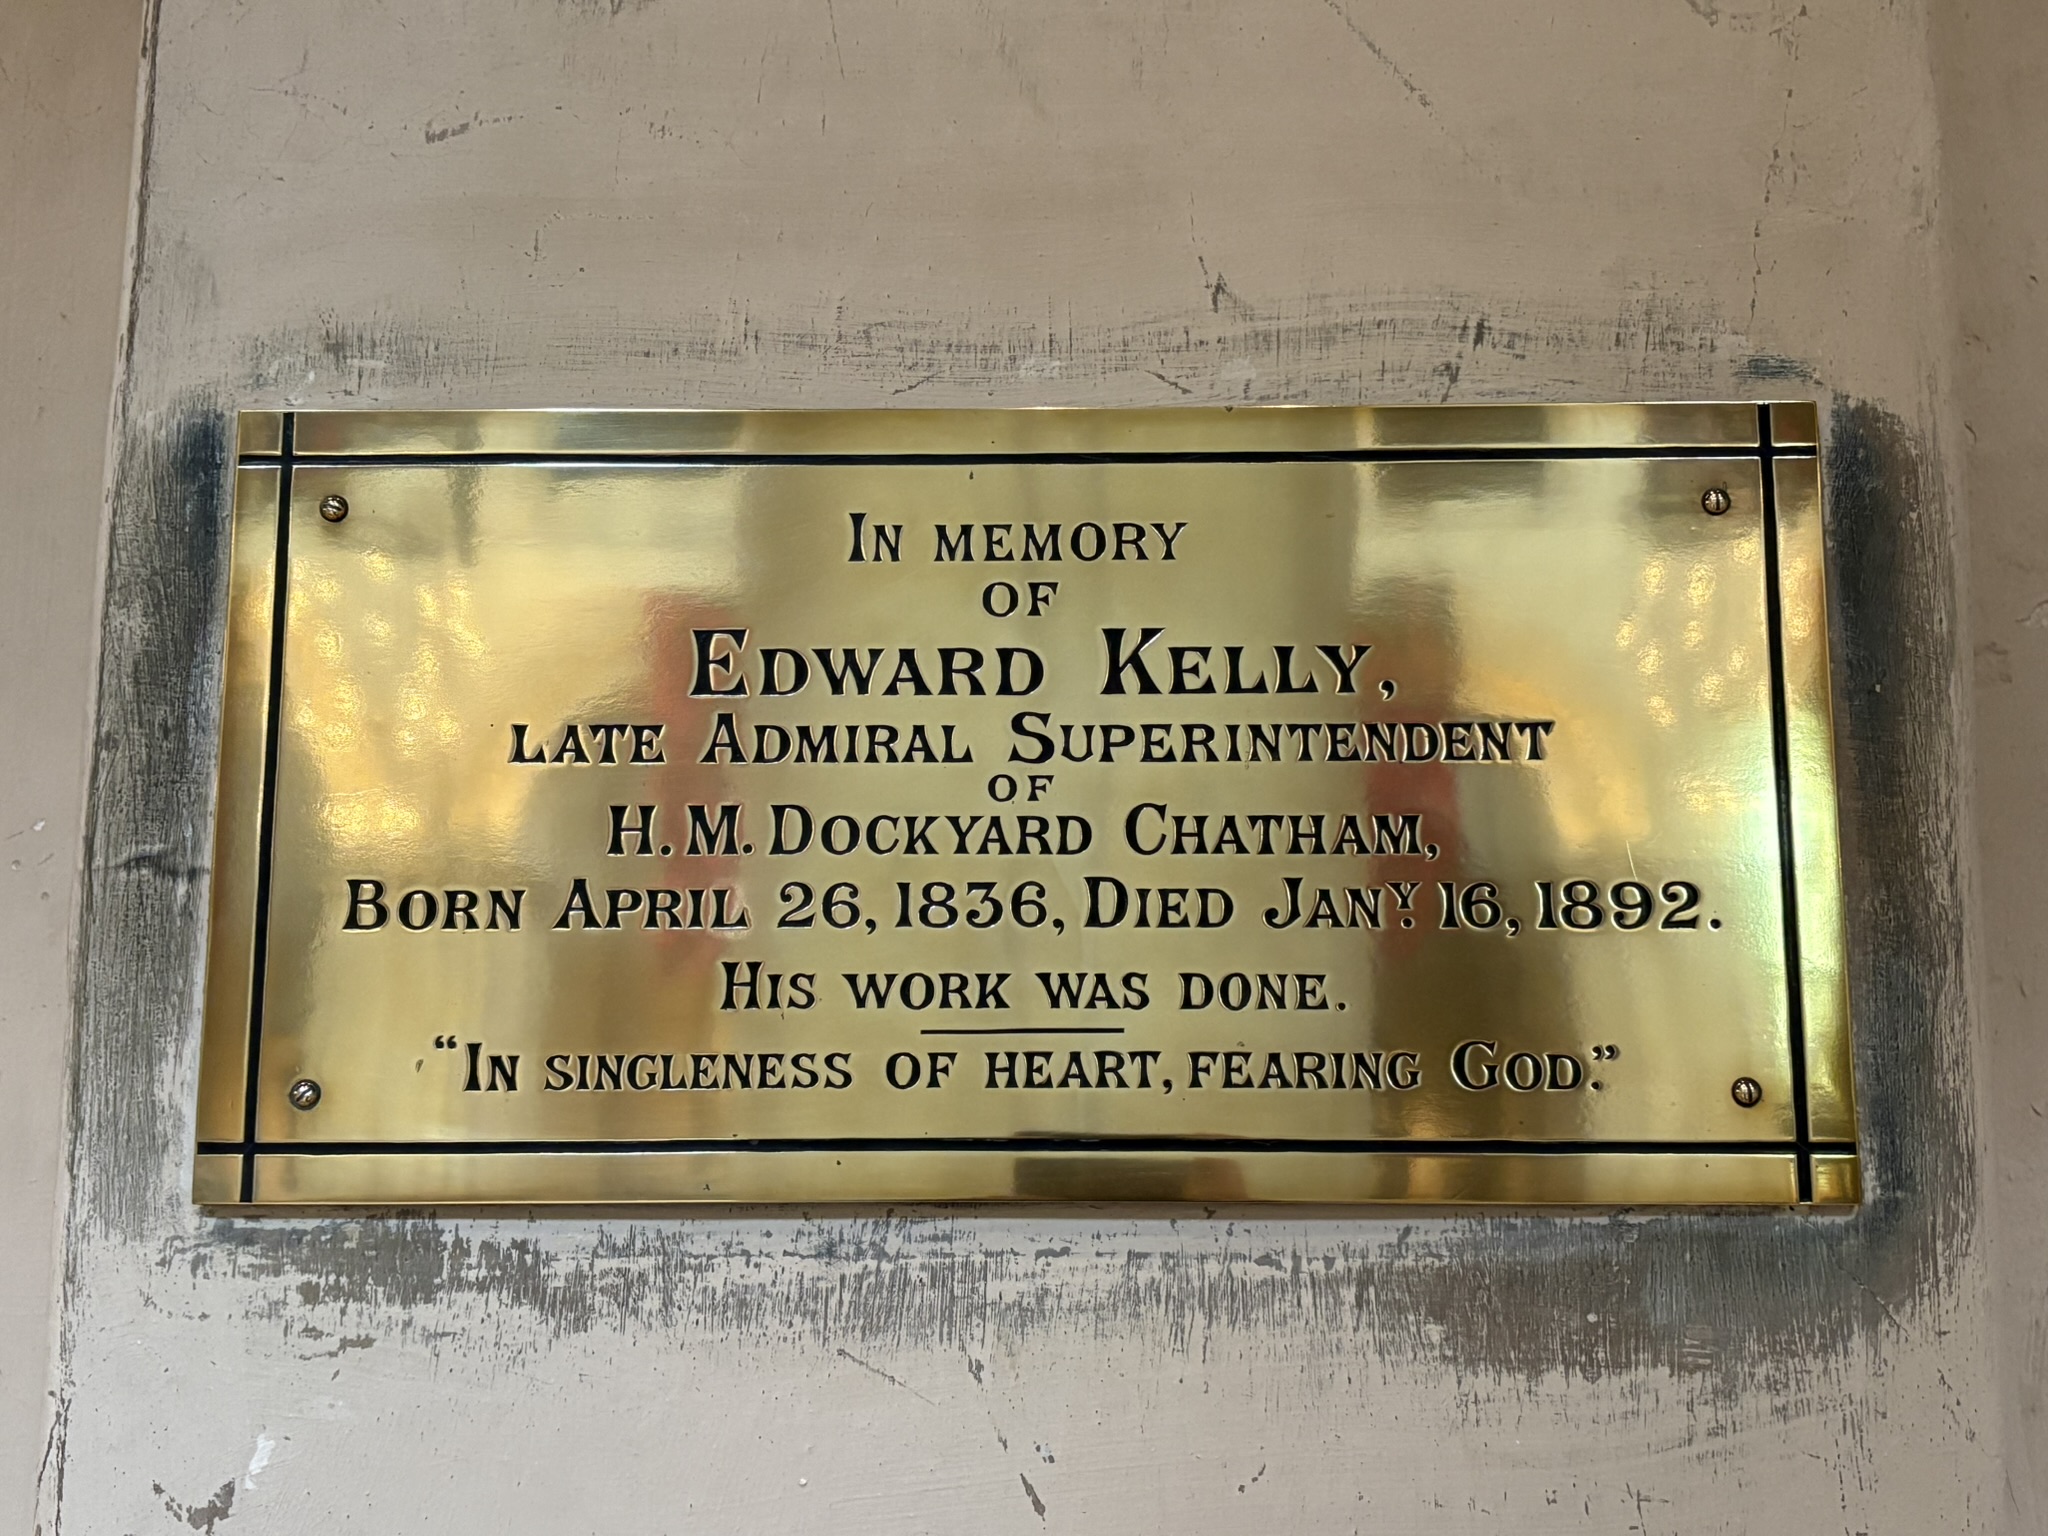 In memory
of
Edward Kelly,
late Admiral Superintendent
of
H. M. Dockyard Chatham,
Born April 26, 1836, Died Janʸ. 16, 1892.
His work was done.
“In singleness of heart, fearing God.”